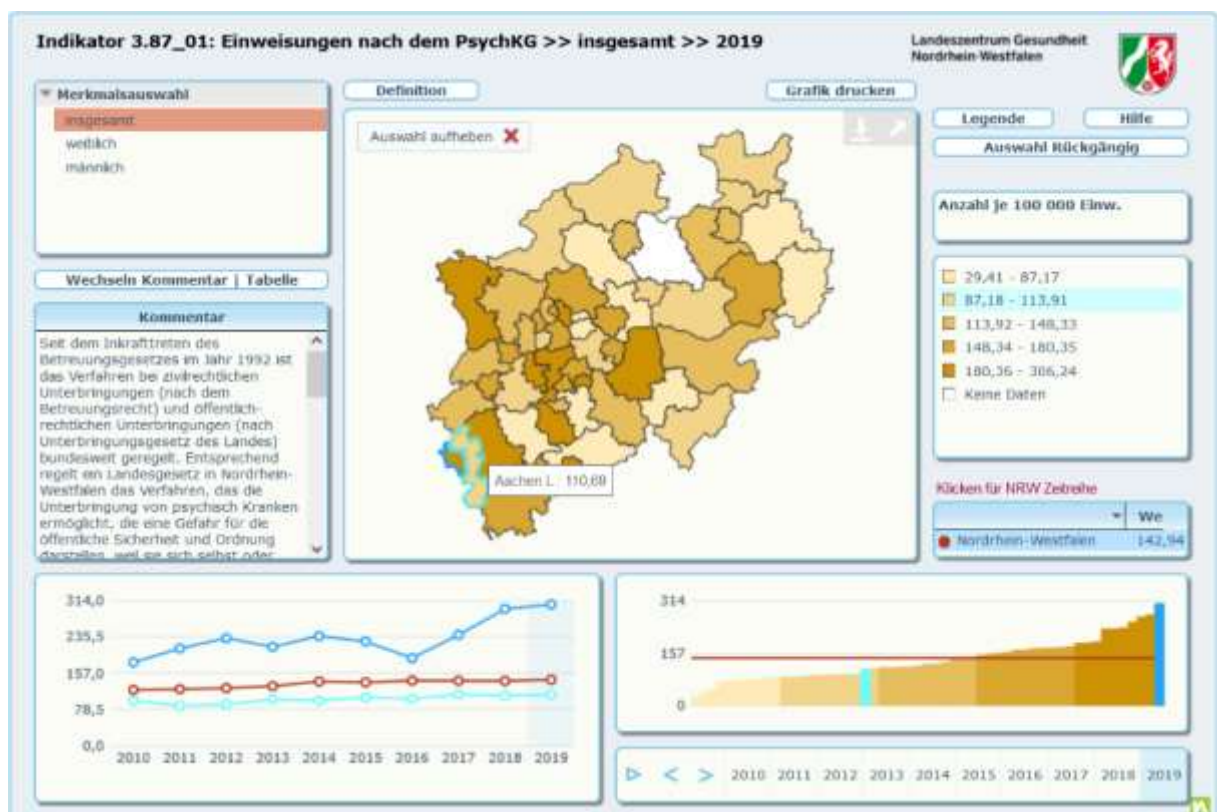 Indikator 3.87_01: Einweisungen nach dem PsychKG >> insgesamt >> 2019
Landeszentrum Gesundheit
Nordrhein-Westfalen
Merkmalsauswahl
insgesamt
weiblich
männlich
Definition
Grafik drucken
Auswahl aufheben
Legende
Hilfe
Auswahl Rückgängig
Anzahl je 100 000 Einw.
29,41 - 87,17
87,18 - 113,91
113,92 - 148,33
148,34 - 180,35
180,36 - 306,24
Keine Daten
Wechseln Kommentar | Tabelle
Kommentar
Seit dem Inkrafttreten des
Betreuungsgesetzes im Jahr 1992 ist
das Verfahren bei zivilrechtlichen
Unterbringungen (nach dem
Betreuungsrecht) und öffentlich-
rechtlichen Unterbringungen (nach
Unterbringungsgesetz des Landes)
bundesweit geregelt. Entsprechend
regelt ein Landesgesetz in Nordrhein-
Westfalen das Verfahren, das die
Unterbringung von psychisch Kranken
ermöglicht, die eine Gefahr für die
öffentliche Sicherheit und Ordnung
darstellen, weil sie sich selbst oder
Aachen L 110,69
Klicken für NRW Zeitreihe
We
Nordrhein-Westfalen 142,94
314,0
235,5
157,0
78,5
0,0
2010 2011 2012 2013 2014 2015 2016 2017 2018 2019
314
157
0
2010 2011 2012 2013 2014 2015 2016 2017 2018 2019